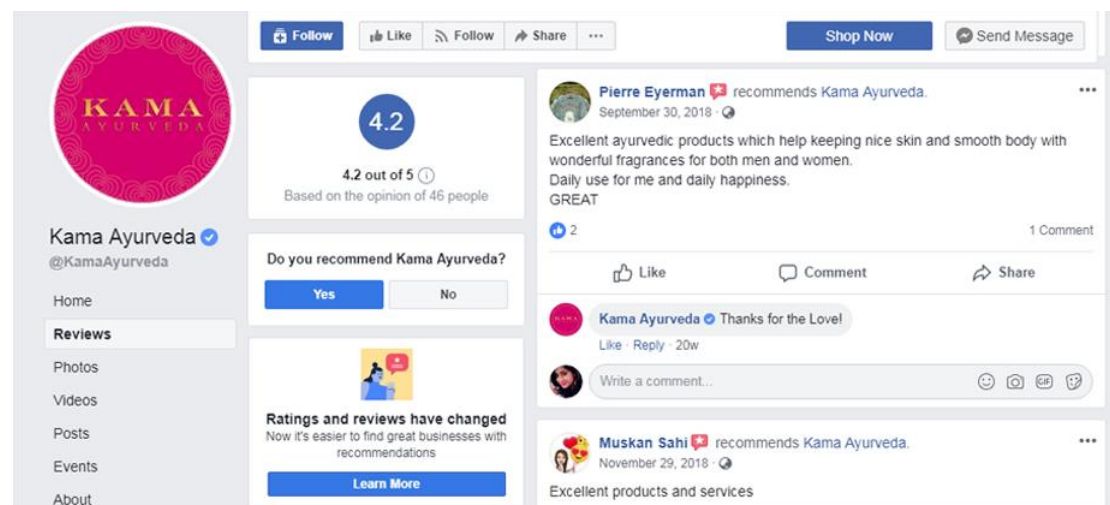 KAMA
AYURVEDA
Kama Ayurveda
@KamaAyurveda
Home
Reviews
Photos
Videos
Posts
Events
About
Follow
Like
Follow
Share
Shop Now
Send Message
4.2
4.2 out of 5
Based on the opinion of 46 people
Do you recommend Kama Ayurveda?
Yes
No
Ratings and reviews have changed
Now it's easier to find great businesses with
recommendations
Learn More
Pierre Eyerman recommends Kama Ayurveda.
September 30, 2018 ·
Excellent ayurvedic products which help keeping nice skin and smooth body with
wonderful fragrances for both men and women.
Daily use for me and daily happiness.
GREAT
2
1 Comment
Like
Comment
Share
KAMA
Kama Ayurveda Thanks for the Love!
Like · Reply · 20w
Write a comment...
GIF
Muskan Sahi recommends Kama Ayurveda.
November 29, 2018 ·
Excellent products and services